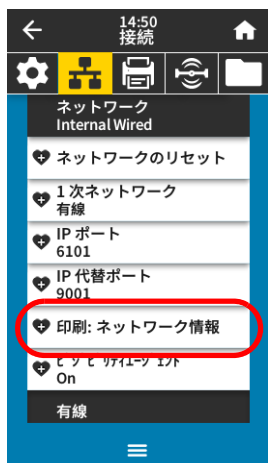 14:50
接続
ネットワーク
Internal Wired
ネットワークのリセット
1 次ネットワーク
有線
IP ポート
6101
IP 代替ポート
9001
印刷: ネットワーク情報
On
有線